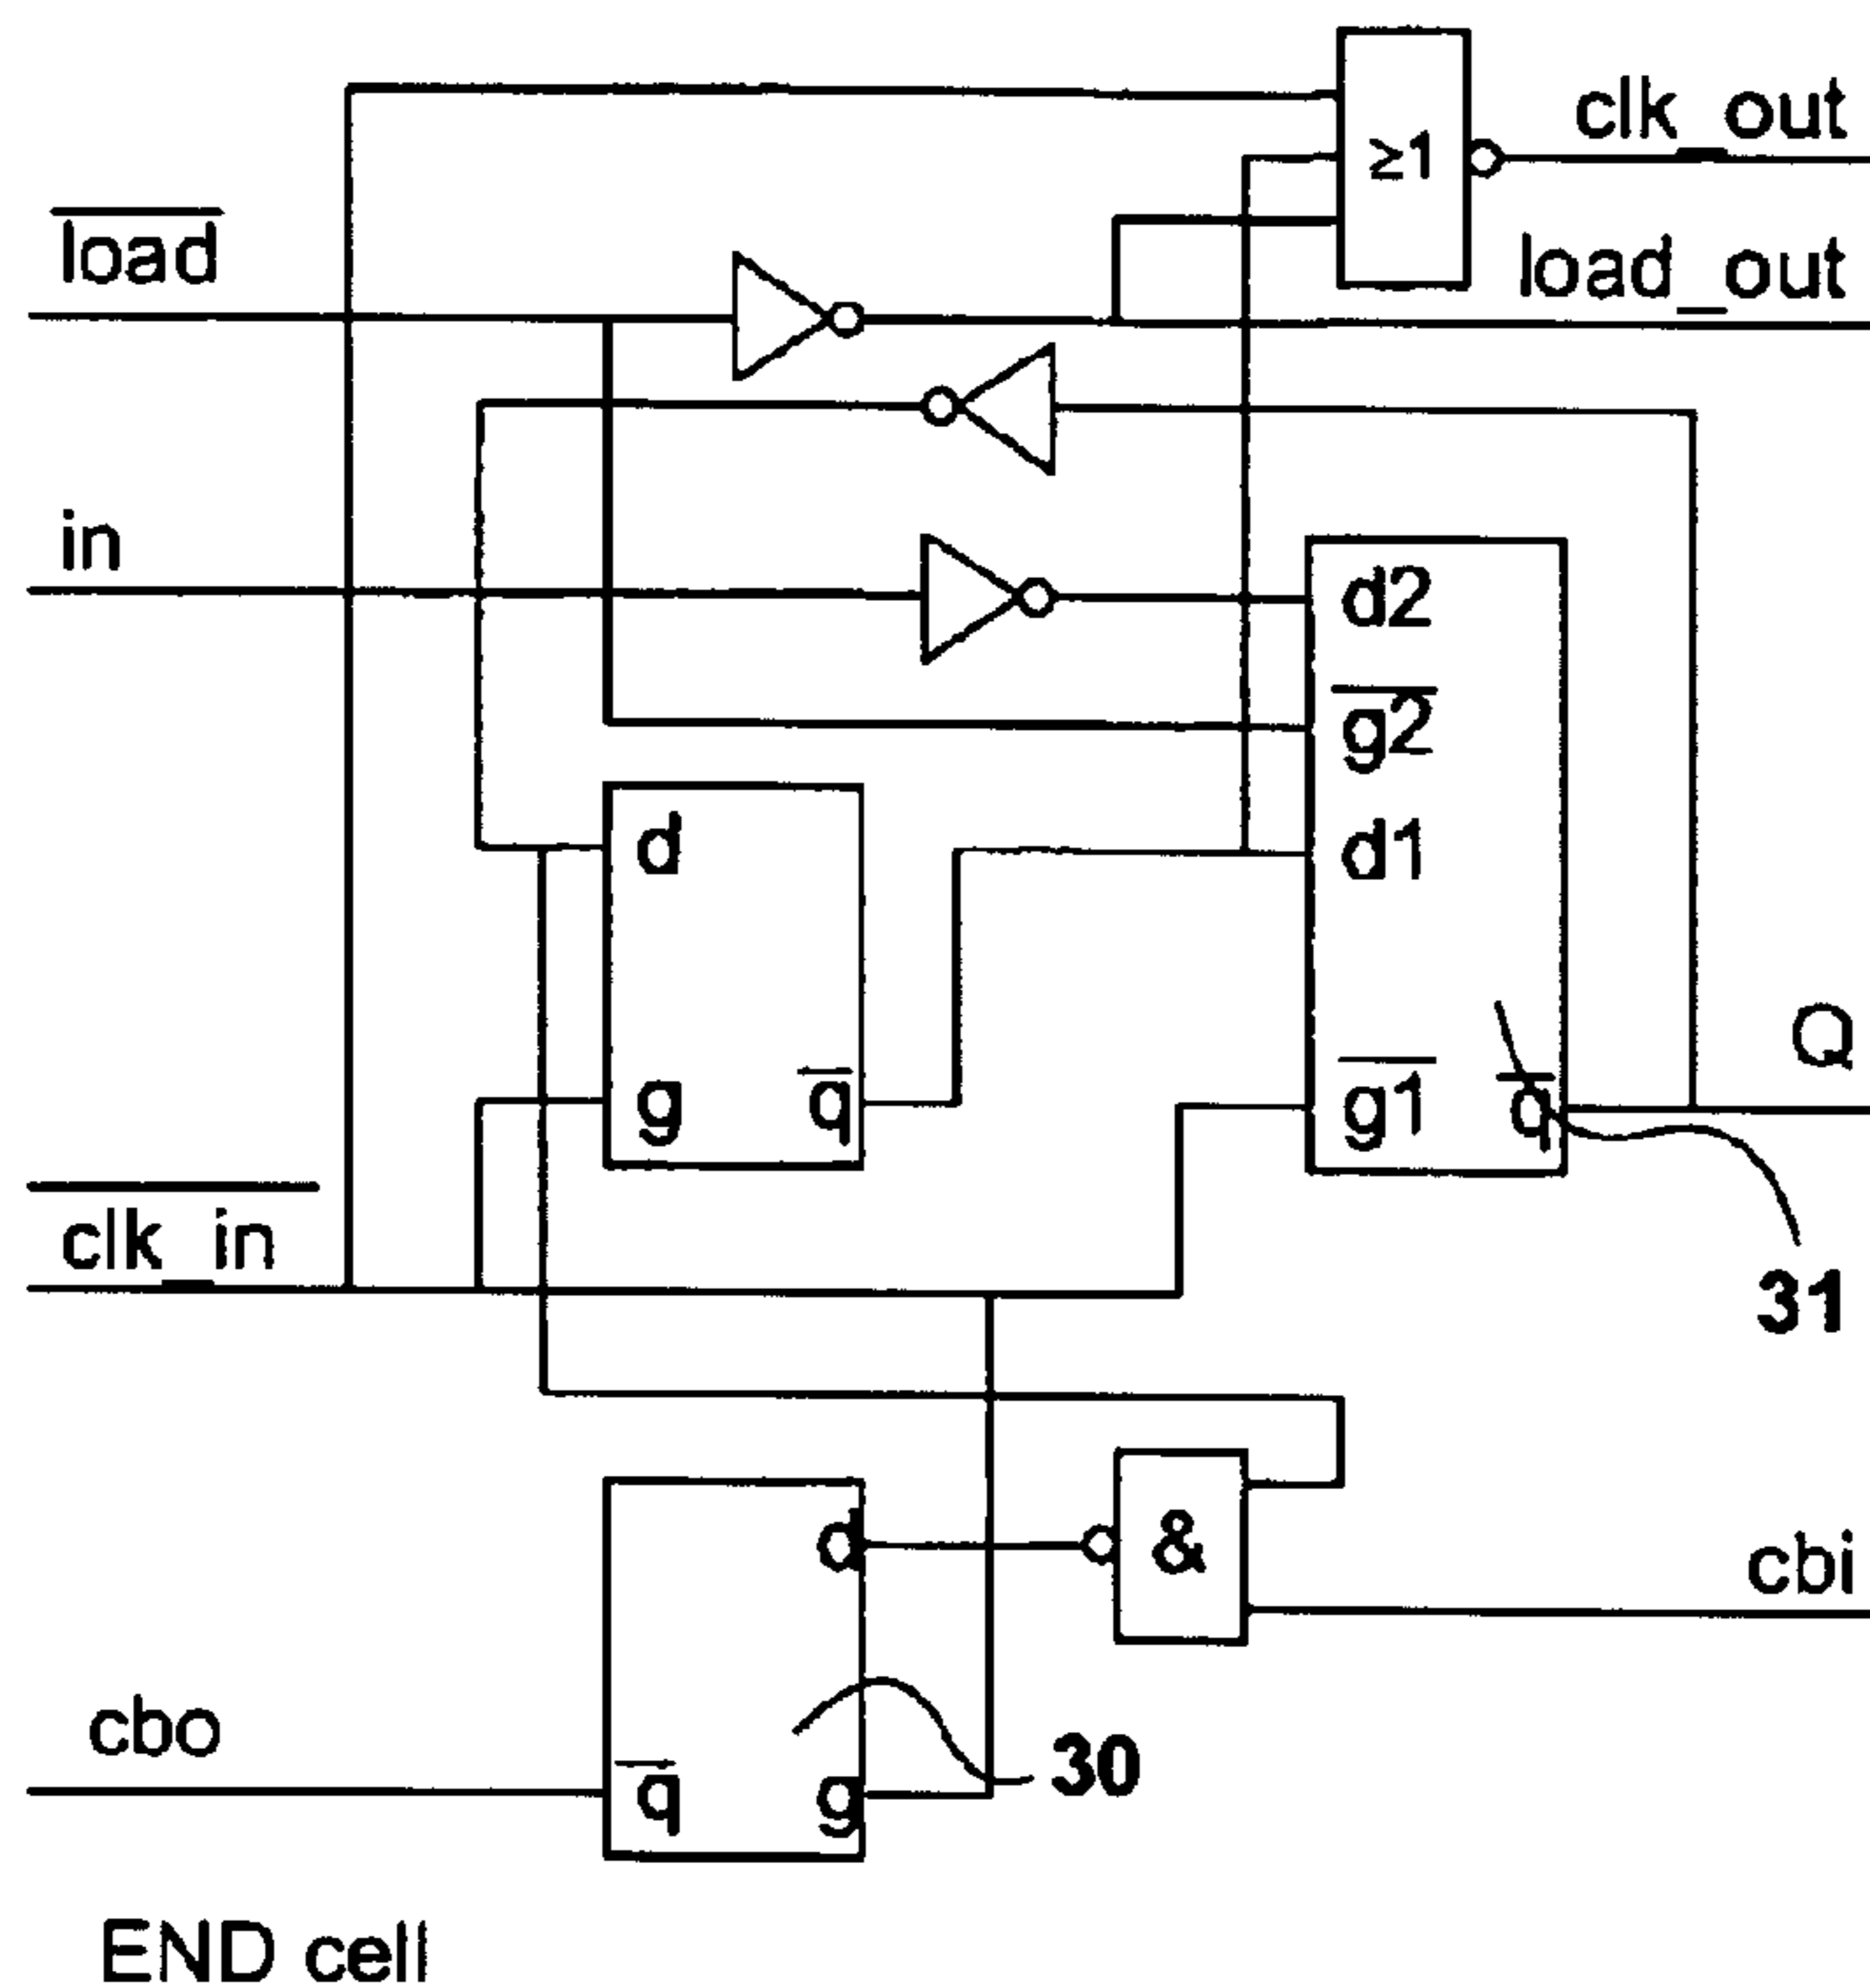 clk_out
≥1
load
load_out
in
d2
g2
d
d1
Q
g q
g1 q
clk_in
31
d
&
cbi
cbo
30
q g
END cell